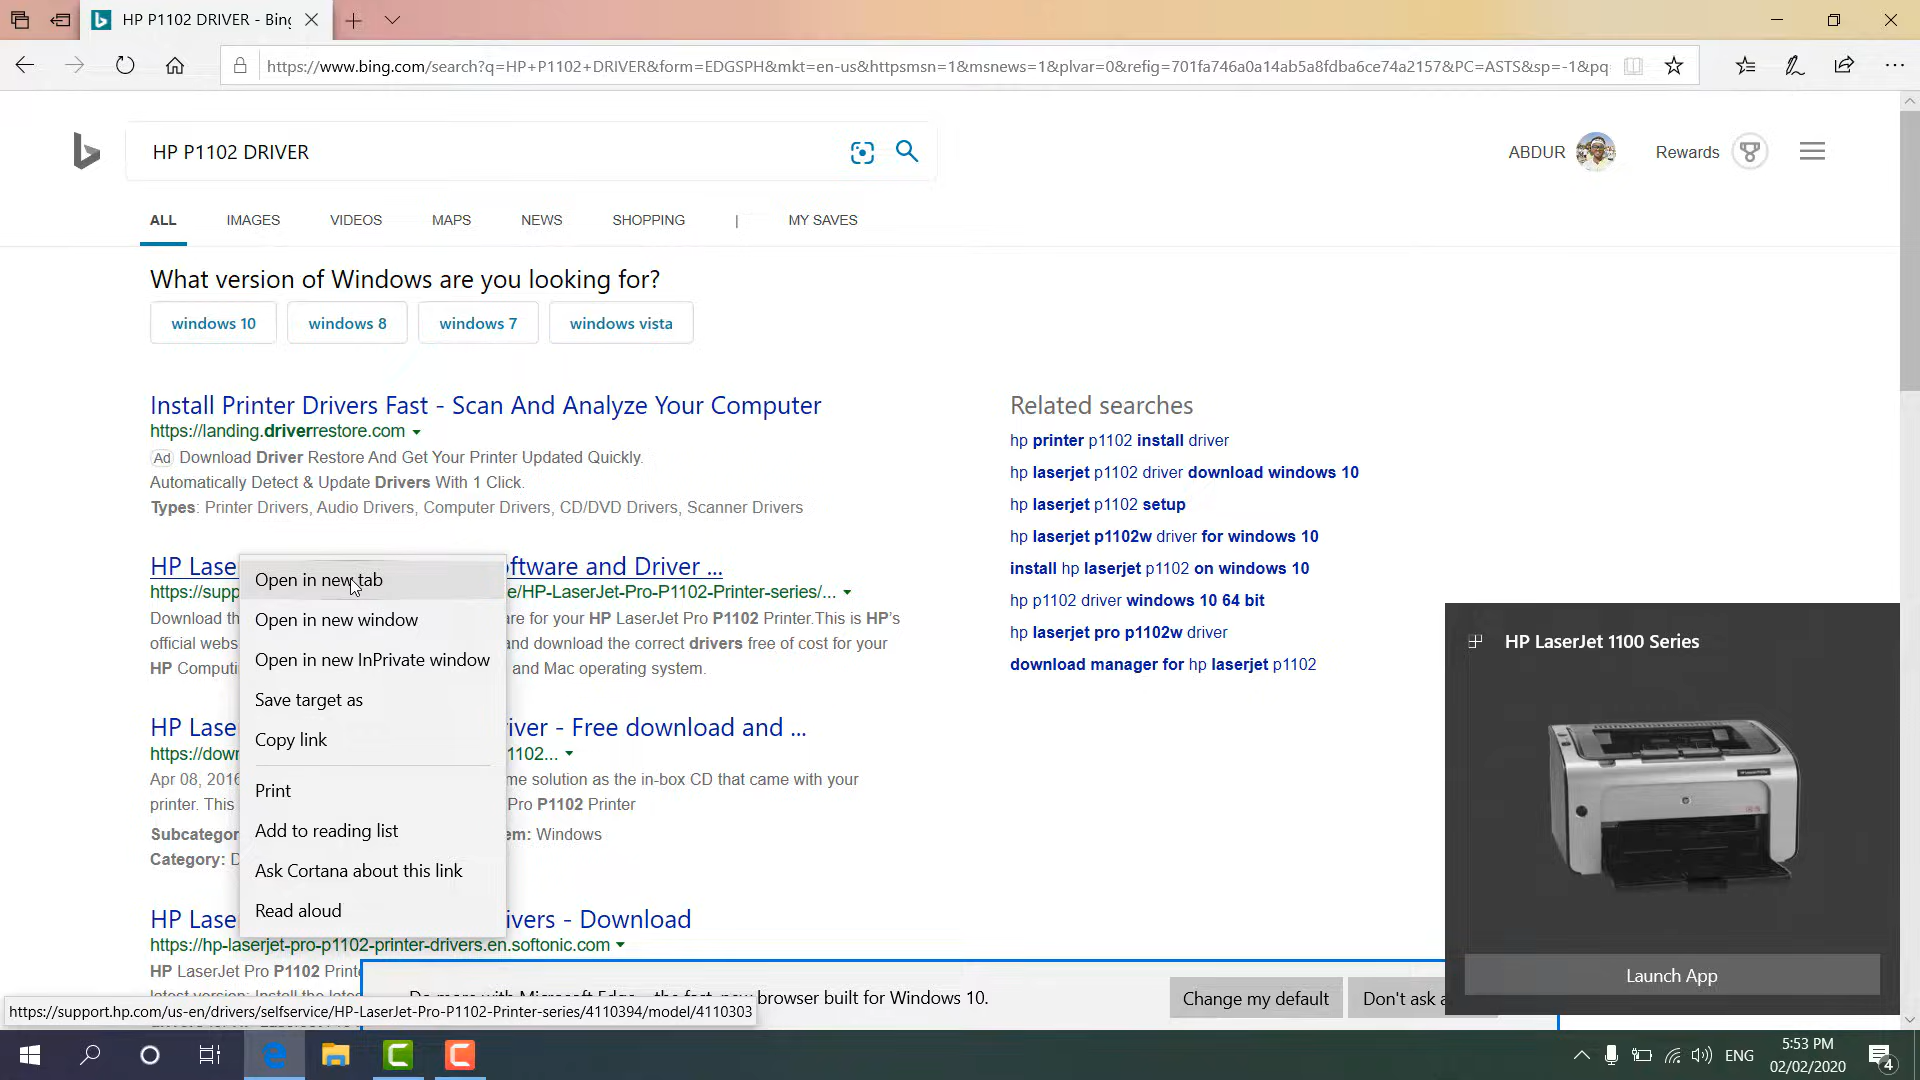 HP P1102 DRIVER - Bing
https://www.bing.com/search?q=HP+P1102+DRIVER&form=EDGSPH&mkt=en-us&httpsmsn=1&msnews=1&plvar=0&refig=701fa746a0a14ab5a8fdba6ce74a2157&PC=ASTS&sp=-1&pq
HP P1102 DRIVER
ABDUR
Rewards
ALL IMAGES VIDEOS MAPS NEWS SHOPPING | MY SAVES
What version of Windows are you looking for?
windows 10 windows 8 windows 7 windows vista
Install Printer Drivers Fast - Scan And Analyze Your Computer
https://landing.driverrestore.com
Ad Download Driver Restore And Get Your Printer Updated Quickly.
Automatically Detect & Update Drivers With 1 Click.
Types: Printer Drivers, Audio Drivers, Computer Drivers, CD/DVD Drivers, Scanner Drivers
HP Lase ftware and Driver ...
https://supp e/HP-LaserJet-Pro-P1102-Printer-series/...
Download th re for your HP LaserJet Pro P1102 Printer.This is HP's
official webs and download the correct drivers free of cost for your
HP Computi and Mac operating system.
HP Lase iver - Free download and ...
https://dow 1102...
Apr 08, 2016 me solution as the in-box CD that came with your
printer. This Pro P1102 Printer
Subcategor em: Windows
Category: D
HP Lase ivers - Download
https://hp-laserjet-pro-p1102-printer-drivers.en.softonic.com
HP LaserJet Pro P1102 Print
Open in new tab
Open in new window
Open in new InPrivate window
Save target as
Copy link
Print
Add to reading list
Ask Cortana about this link
Read aloud
Related searches
hp printer p1102 install driver
hp laserjet p1102 driver download windows 10
hp laserjet p1102 setup
hp laserjet p1102w driver for windows 10
install hp laserjet p1102 on windows 10
hp p1102 driver windows 10 64 bit
hp laserjet pro p1102w driver
download manager for hp laserjet p1102
HP LaserJet 1100 Series
Launch App
Do more with Microsoft Edge – the fast, new browser built for Windows 10.
Change my default
Don't ask a
https://support.hp.com/us-en/drivers/selfservice/HP-LaserJet-Pro-P1102-Printer-series/4110394/model/4110303
ENG
5:53 PM
02/02/2020
4